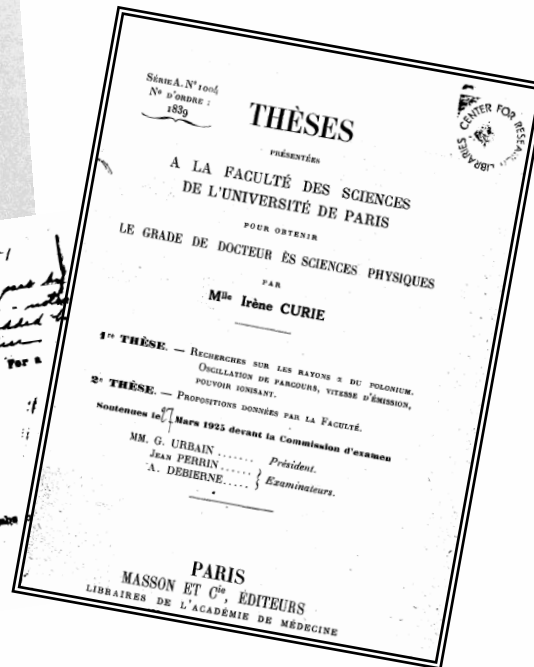 SÉRIE A. Nº 1004
Nº D'ORDRE :
1839
THÈSES
PRÉSENTÉES
A LA FACULTÉ DES SCIENCES
DE L'UNIVERSITÉ DE PARIS
POUR OBTENIR
LE GRADE DE DOCTEUR ÈS SCIENCES PHYSIQUES
PAR
Mlle Irène CURIE
1re THÈSE. — RECHERCHES SUR LES RAYONS α DU POLONIUM.
OSCILLATION DE PARCOURS, VITESSE D'ÉMISSION,
POUVOIR IONISANT.
2e THÈSE. — PROPOSITIONS DONNÉES PAR LA FACULTÉ.
Soutenues le 27 Mars 1925 devant la Commission d'examen
MM. G. URBAIN ....... Président.
JEAN PERRIN ......
A. DEBIERNE..... } Examinateurs.
PARIS
MASSON ET Cie, ÉDITEURS
LIBRAIRES DE L'ACADÉMIE DE MÉDECINE
CENTER FOR
LIBRARIES
For a